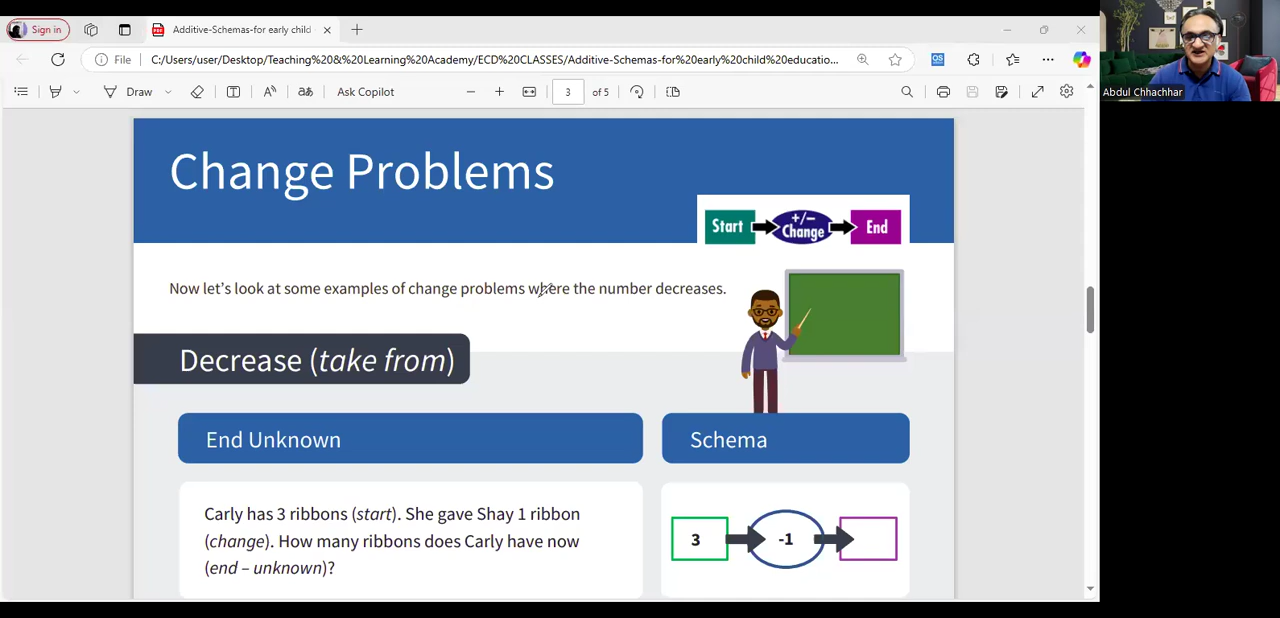 Sign in
Additive-Schemas-for early child
File
C:/Users/user/Desktop/Teaching%20&%20Learning%20Academy/ECD%20CLASSES/Additive-Schemas-for%20early%20child%20educatio...
Draw
Ask Copilot
3 of 5
Abdul Chhachhar
Change Problems
Start
+/-
Change
End
Now let's look at some examples of change problems where the number decreases.
Decrease (take from)
End Unknown
Schema
Carly has 3 ribbons (start). She gave Shay 1 ribbon
(change). How many ribbons does Carly have now
(end – unknown)?
3
-1